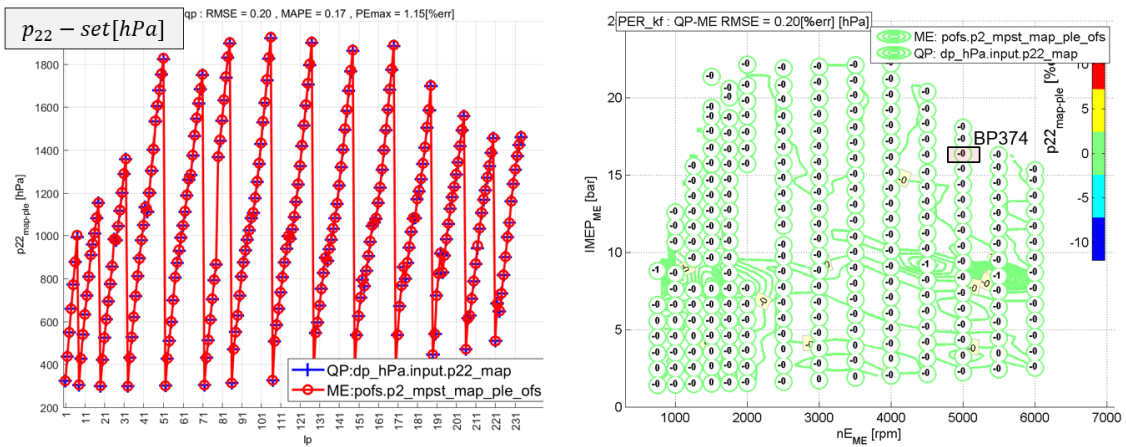 p22 − set[hPa]
qp : RMSE = 0.20 , MAPE = 0.17, PEmax = 1.15[%err]
p22map-ple [hPa]
1800
1600
1400
1200
1000
800
600
400
200
1 11 21 31 41 51 61 71 81 91 101 111 121 131 141 151 161 171 181 191 201 211 221 231
lp
QP:dp_hPa.input.p22_map
ME:pofs.p2_mpst_map_ple_ofs
PER_kf : QP-ME RMSE = 0.20[%err] [hPa]
ME: pofs.p2_mpst_map_ple_ofs
QP: dp_hPa.input.p22_map
IMEPME [bar]
25
20
15
10
5
0
BP374
1000 2000 3000 4000 5000 6000 7000
nEME [rpm]
p22map-ple [%e
10
5
0
-5
-10